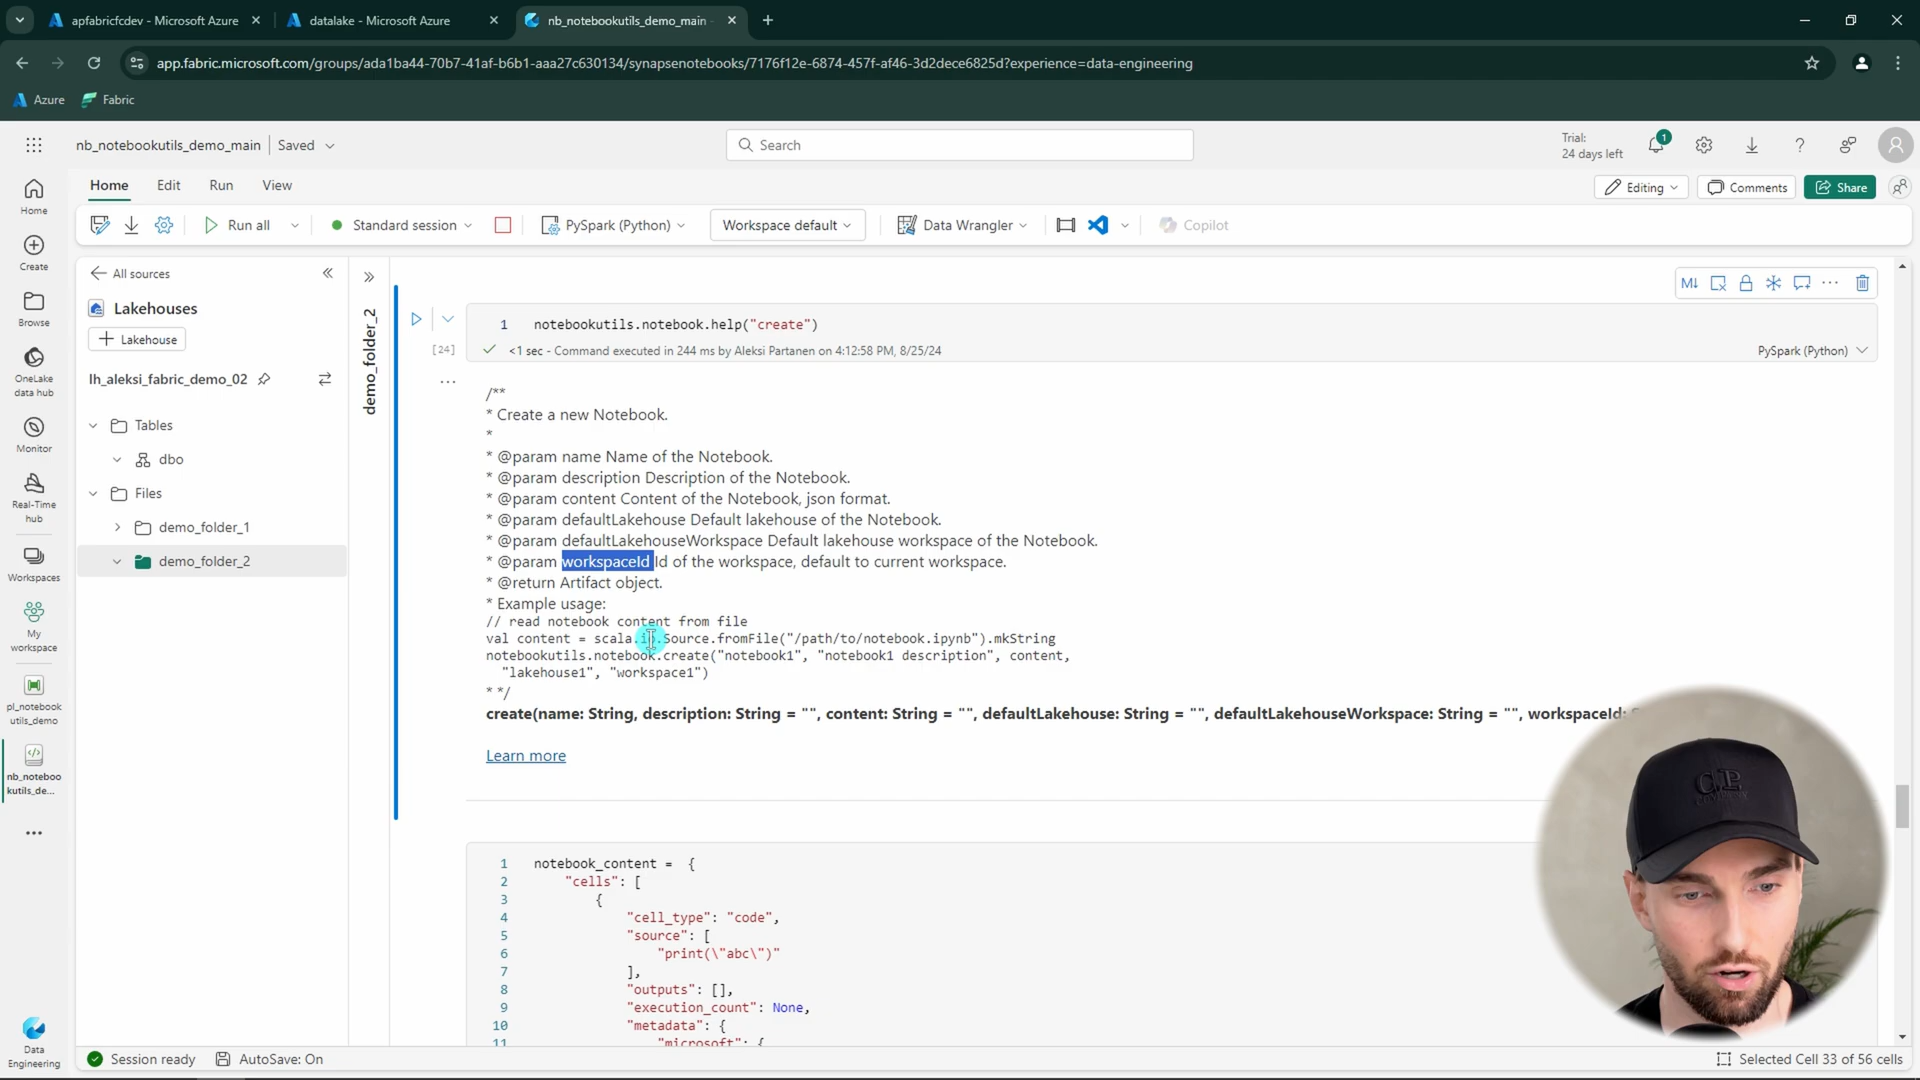 apfabricfcdev - Microsoft Azure
datalake - Microsoft Azure
nb_notebookutils_demo_main
app.fabric.microsoft.com/groups/ada1ba44-70b7-41af-b6b1-aaa27c630134/synapsenotebooks/7176f12e-6874-457f-af46-3d2dece6825d?experience=data-engineering
Azure
Fabric
nb_notebookutils_demo_main
Saved
Search
Trial:
24 days left
1
Home
Edit
Run
View
Editing
Comments
Share
Run all
Standard session
PySpark (Python)
Workspace default
Data Wrangler
Copilot
Home
Create
Browse
OneLake
data hub
Monitor
Real-Time
hub
Workspaces
My
workspace
pl_notebook
utils_demo
nb_noteboo
kutils_de...
Data
Engineering
All sources
Lakehouses
Lakehouse
lh_aleksi_fabric_demo_02
Tables
dbo
Files
demo_folder_1
demo_folder_2
demo_folder_2
1 notebookutils.notebook.help("create")
[24]
<1 sec - Command executed in 244 ms by Aleksi Partanen on 4:12:58 PM, 8/25/24
PySpark (Python)
/**
* Create a new Notebook.
*
* @param name Name of the Notebook.
* @param description Description of the Notebook.
* @param content Content of the Notebook, json format.
* @param defaultLakehouse Default lakehouse of the Notebook.
* @param defaultLakehouseWorkspace Default lakehouse workspace of the Notebook.
* @param workspaceId Id of the workspace, default to current workspace.
* @return Artifact object.
* Example usage:
// read notebook content from file
val content = scala.io.Source.fromFile("/path/to/notebook.ipynb").mkString
notebookutils.notebook.create("notebook1", "notebook1 description", content,
"lakehouse1", "workspace1")
* */
create(name: String, description: String = "", content: String = "", defaultLakehouse: String = "", defaultLakehouseWorkspace: String = "", workspaceId:
Learn more
1 notebook_content = {
2 "cells": [
3 {
4 "cell_type": "code",
5 "source": [
6 "print(\"abc\")"
7 ],
8 "outputs": [],
9 "execution_count": None,
10 "metadata": {
11 "microsoft": {
Session ready
AutoSave: On
Selected Cell 33 of 56 cells